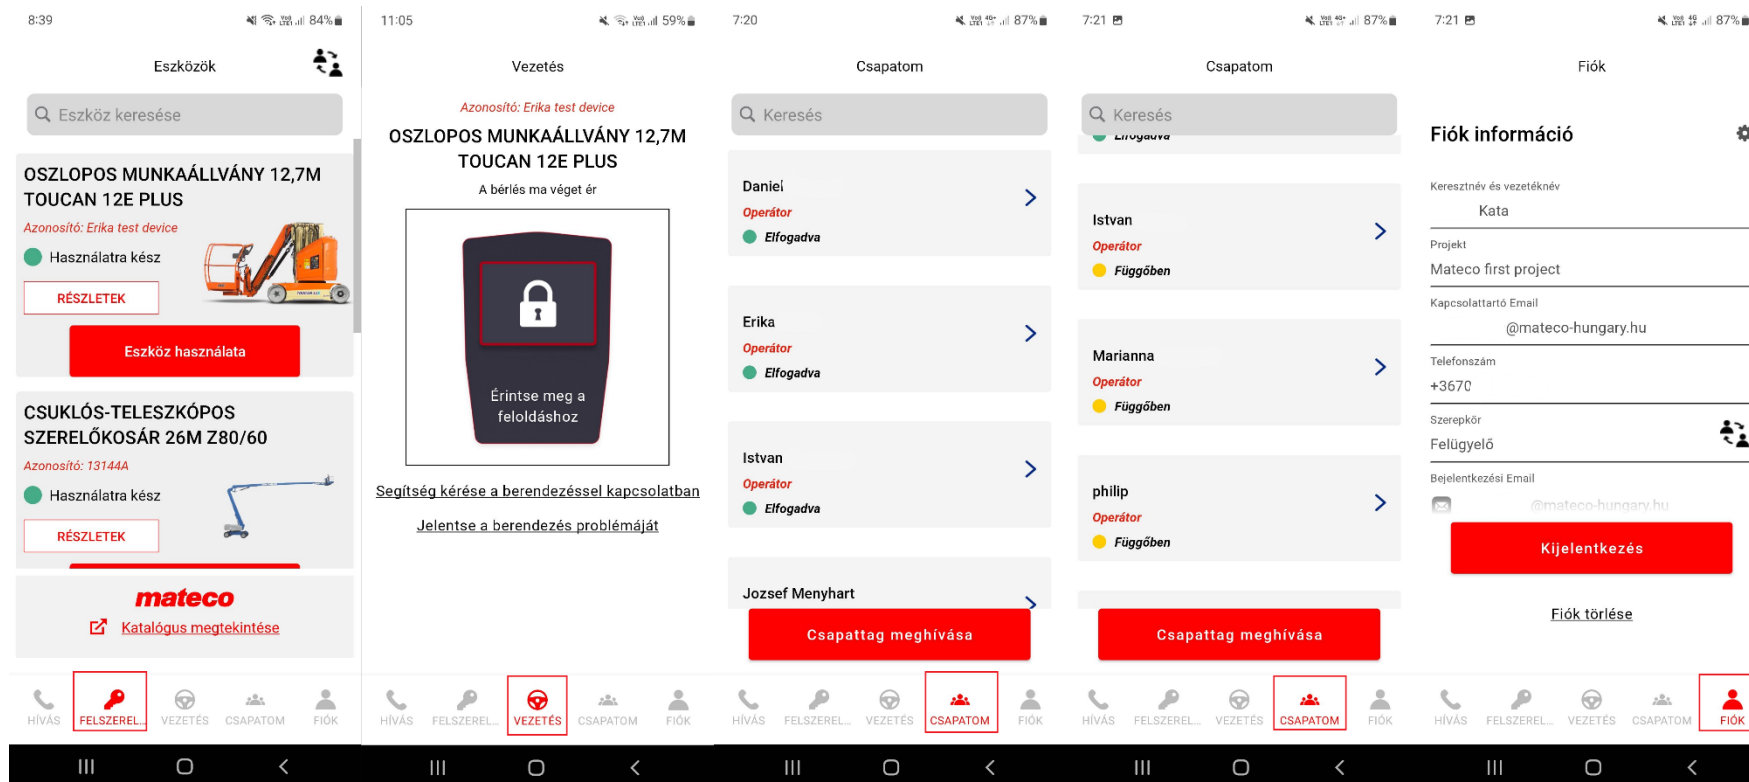 8:39
84%
Eszközök
Eszköz keresése
OSZLOPOS MUNKAÁLLVÁNY 12,7M
TOUCAN 12E PLUS
Azonosító: Erika test device
Használatra kész
RÉSZLETEK
Eszköz használata
CSUKLÓS-TELESZKÓPOS
SZERELŐKOSÁR 26M Z80/60
Azonosító: 13144A
Használatra kész
RÉSZLETEK
mateco
Katalógus megtekintése
HÍVÁS FELSZEREL... VEZETÉS CSAPATOM FIÓK
11:05
59%
Vezetés
Azonosító: Erika test device
OSZLOPOS MUNKAÁLLVÁNY 12,7M
TOUCAN 12E PLUS
A bérlés ma véget ér
Érintse meg a
feloldáshoz
Segítség kérése a berendezéssel kapcsolatban
Jelentse a berendezés problémáját
HÍVÁS FELSZEREL... VEZETÉS CSAPATOM FIÓK
7:20
87%
Csapatom
Keresés
Daniel
Operátor
Elfogadva
Erika
Operátor
Elfogadva
Istvan
Operátor
Elfogadva
Jozsef Menyhart
Csapattag meghívása
HÍVÁS FELSZEREL... VEZETÉS CSAPATOM FIÓK
7:21
87%
Csapatom
Keresés
Elfogadva
Istvan
Operátor
Függőben
Marianna
Operátor
Függőben
philip
Operátor
Függőben
Csapattag meghívása
HÍVÁS FELSZEREL... VEZETÉS CSAPATOM FIÓK
7:21
87%
Fiók
Fiók információ
Keresztnév és vezetéknév
Kata
Projekt
Mateco first project
Kapcsolattartó Email
@mateco-hungary.hu
Telefonszám
+3670
Szerepkör
Felügyelő
Bejelentkezési Email
@mateco-hungary.hu
Kijelentkezés
Fiók törlése
HÍVÁS FELSZEREL... VEZETÉS CSAPATOM FIÓK